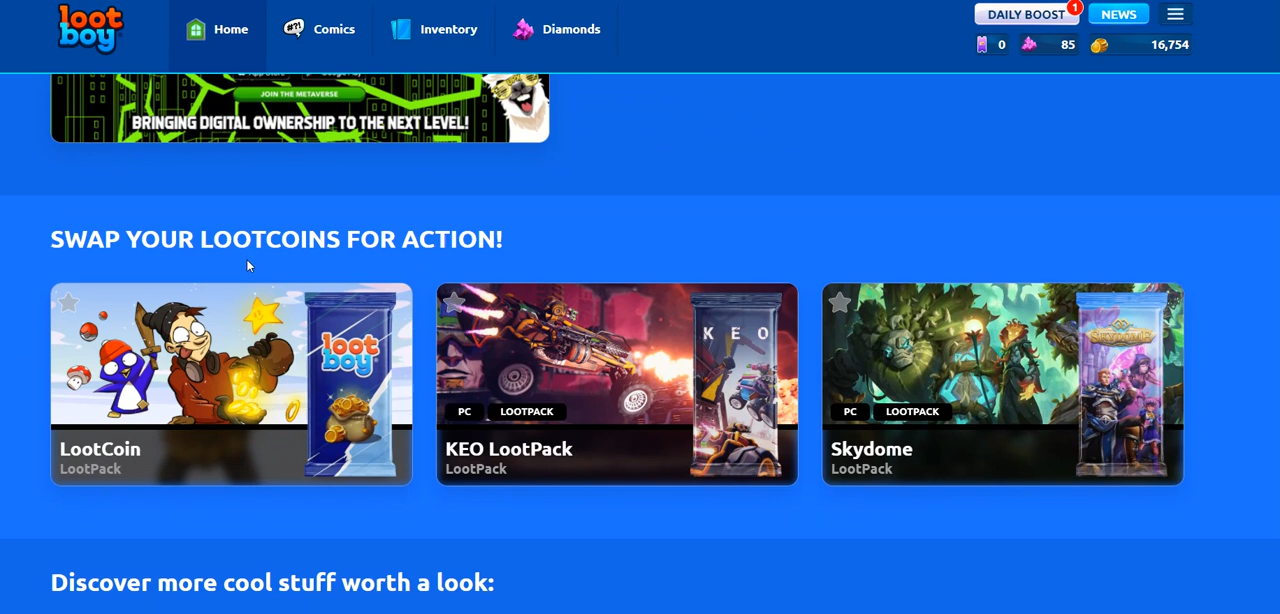 loot
boy
Home
Comics
Inventory
Diamonds
DAILY BOOST
1
NEWS
0
85
16,754
JOIN THE METAVERSE
BRINGING DIGITAL OWNERSHIP TO THE NEXT LEVEL!
SWAP YOUR LOOTCOINS FOR ACTION!
loot
boy
LootCoin
LootPack
KEO
PC
LOOTPACK
KEO LootPack
LootPack
SKYDOME
PC
LOOTPACK
Skydome
LootPack
Discover more cool stuff worth a look: